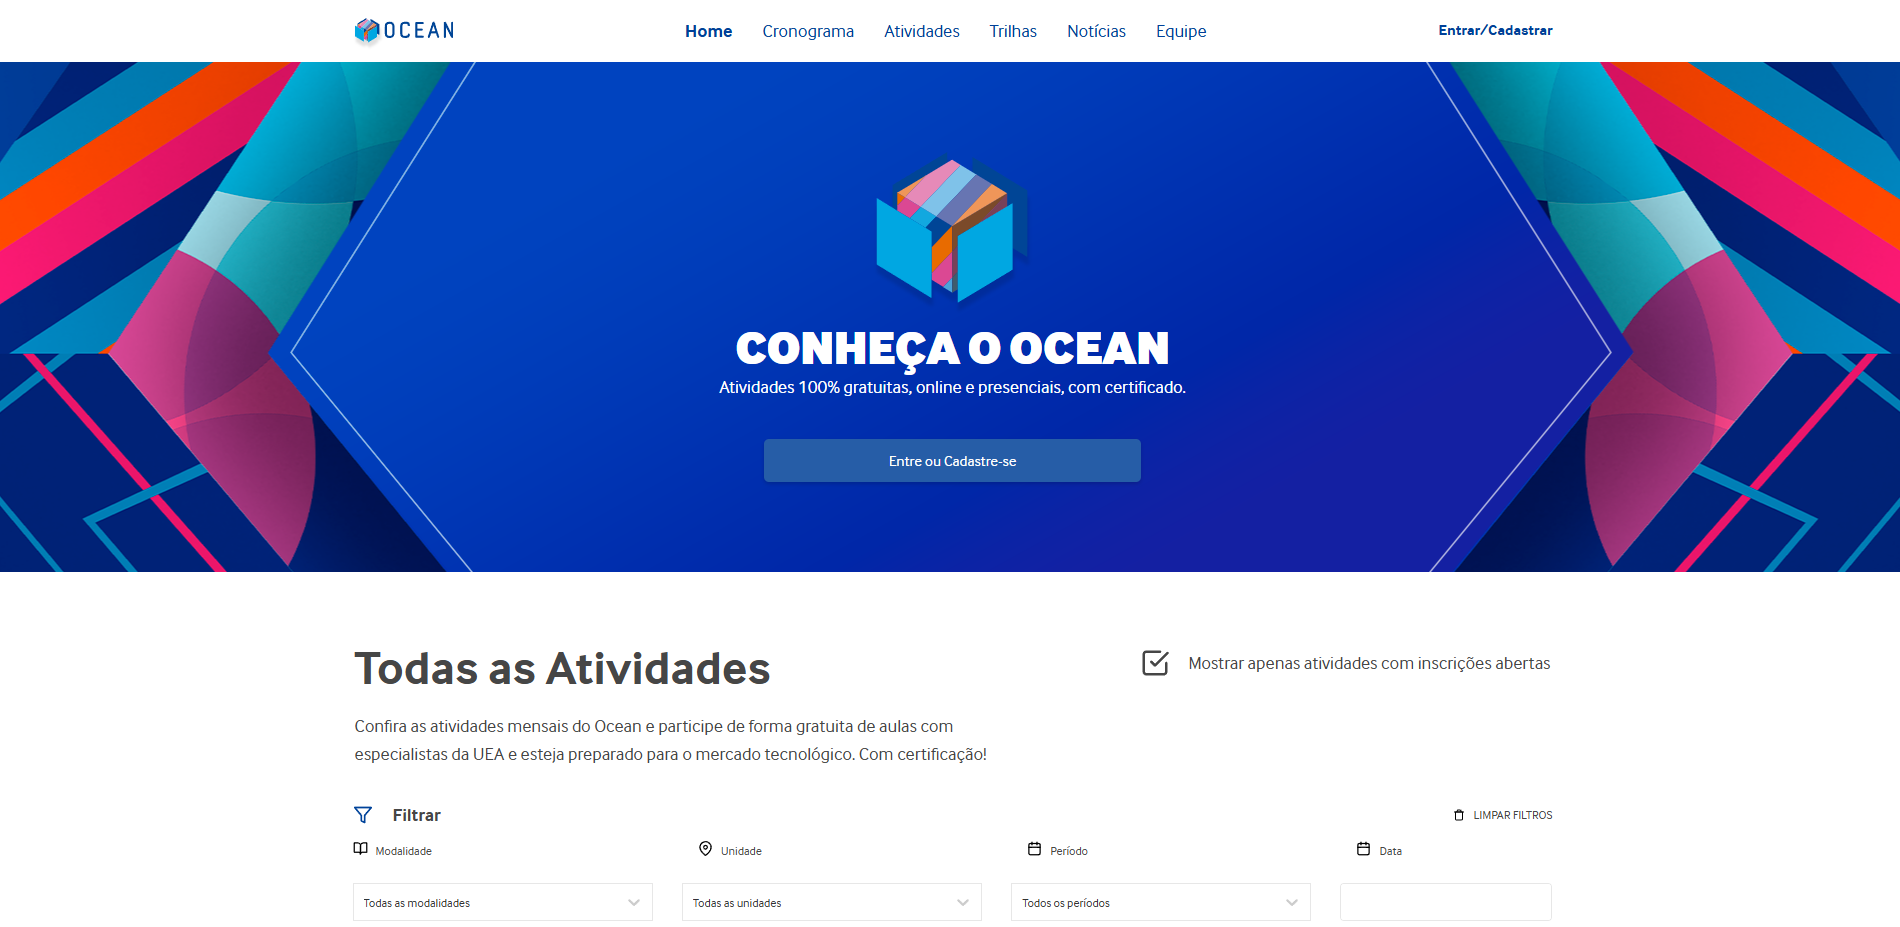 OCEAN
Home
Cronograma
Atividades
Trilhas
Notícias
Equipe
Entrar/Cadastrar
CONHEÇA O OCEAN
Atividades 100% gratuitas, online e presenciais, com certificado.
Entre ou Cadastre-se
Todas as Atividades
Mostrar apenas atividades com inscrições abertas
Confira as atividades mensais do Ocean e participe de forma gratuita de aulas com
especialistas da UEA e esteja preparado para o mercado tecnológico. Com certificação!
Filtrar
LIMPAR FILTROS
Modalidade
Unidade
Período
Data
Todas as modalidades
Todas as unidades
Todos os períodos